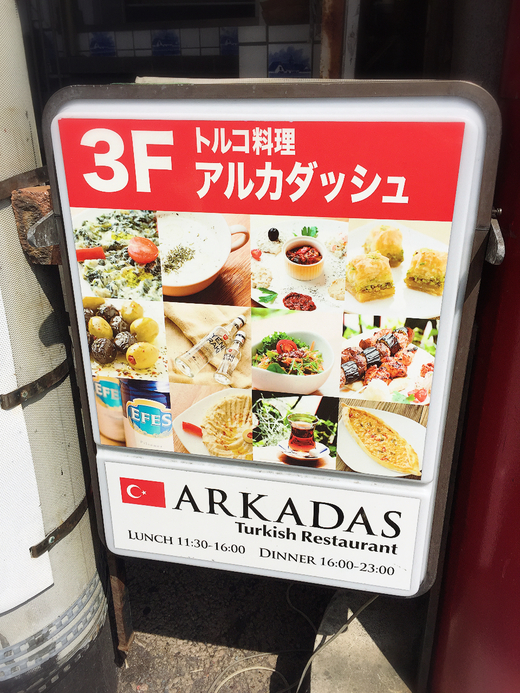 3F
トルコ料理
アルカダッシュ
EFES
ARKADAS
Turkish Restaurant
LUNCH 11:30-16:00 DINNER 16:00-23:00